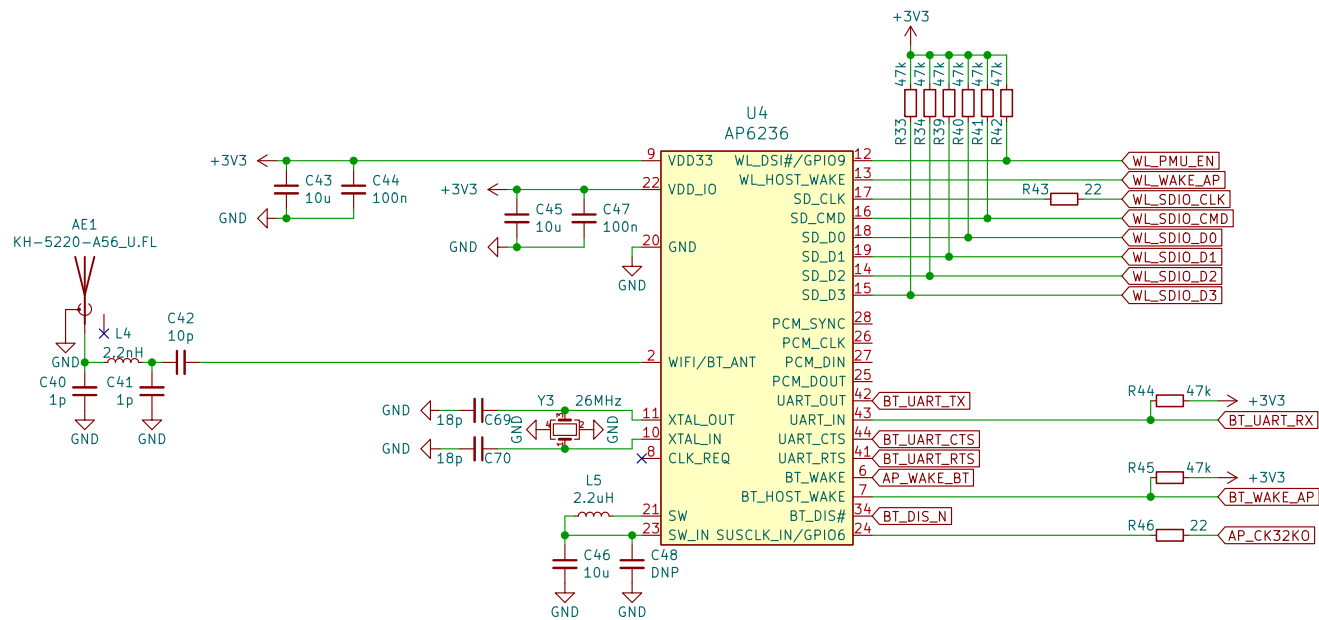 +3V3
47k 47k 47k 47k 47k 47k
R33 R34 R39 R40 R41 R42
U4
AP6236
+3V3
C43
10u
C44
100n
GND
+3V3
C45
10u
C47
100n
GND
GND
AE1
KH-5220-A56_U.FL
GND
L4
2.2nH
C42
10p
C40
1p
C41
1p
GND
GND
GND
18p
C69
Y3
26MHz
GND
3
4
2
1
GND
GND
18p
C70
L5
2.2uH
C46
10u
C48
DNP
GND
GND
9 VDD33
22 VDD_IO
20 GND
2 WIFI/BT_ANT
11 XTAL_OUT
10 XTAL_IN
8 CLK_REQ
21 SW
23 SW_IN
WL_DSI#/GPIO9 12
WL_HOST_WAKE 13
SD_CLK 17
SD_CMD 16
SD_D0 18
SD_D1 19
SD_D2 14
SD_D3 15
PCM_SYNC 28
PCM_CLK 26
PCM_DIN 27
PCM_DOUT 25
UART_OUT 42
UART_IN 43
UART_CTS 44
UART_RTS 41
BT_WAKE 6
BT_HOST_WAKE 7
BT_DIS# 34
SUSCLK_IN/GPIO6 24
WL_PMU_EN
WL_WAKE_AP
R43 22
WL_SDIO_CLK
WL_SDIO_CMD
WL_SDIO_D0
WL_SDIO_D1
WL_SDIO_D2
WL_SDIO_D3
BT_UART_TX
R44 47k
+3V3
BT_UART_RX
BT_UART_CTS
BT_UART_RTS
AP_WAKE_BT
R45 47k
+3V3
BT_WAKE_AP
BT_DIS_N
R46 22
AP_CK32KO